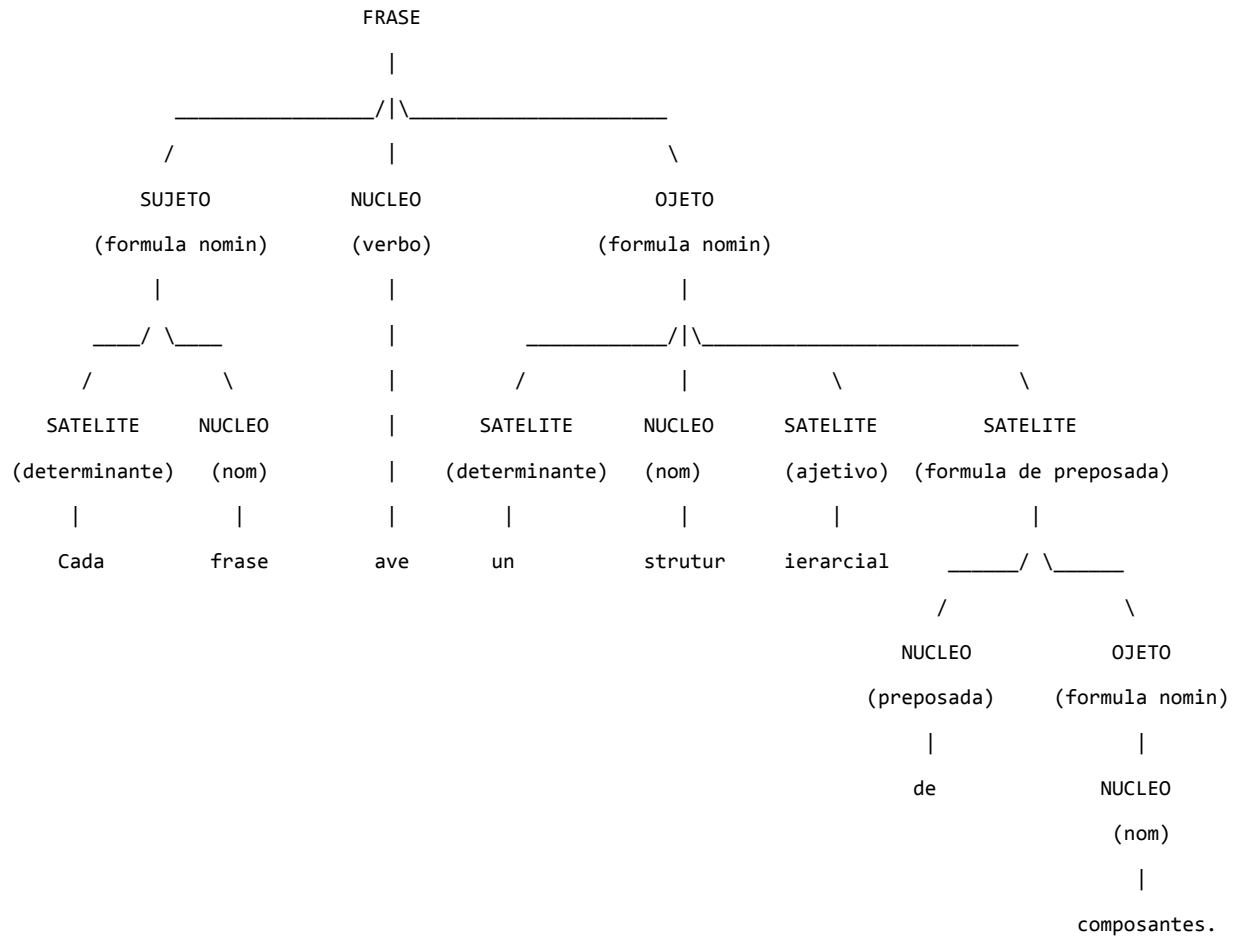 FRASE
SUJETO NUCLEO OJETO
(formula nomin) (verbo) (formula nomin)
SATELITE NUCLEO SATELITE NUCLEO SATELITE SATELITE
(determinante) (nom) (determinante) (nom) (ajetivo) (formula de preposada)
Cada frase ave un strutur ierarcial
NUCLEO OJETO
(preposada) (formula nomin)
de NUCLEO
(nom)
composantes.